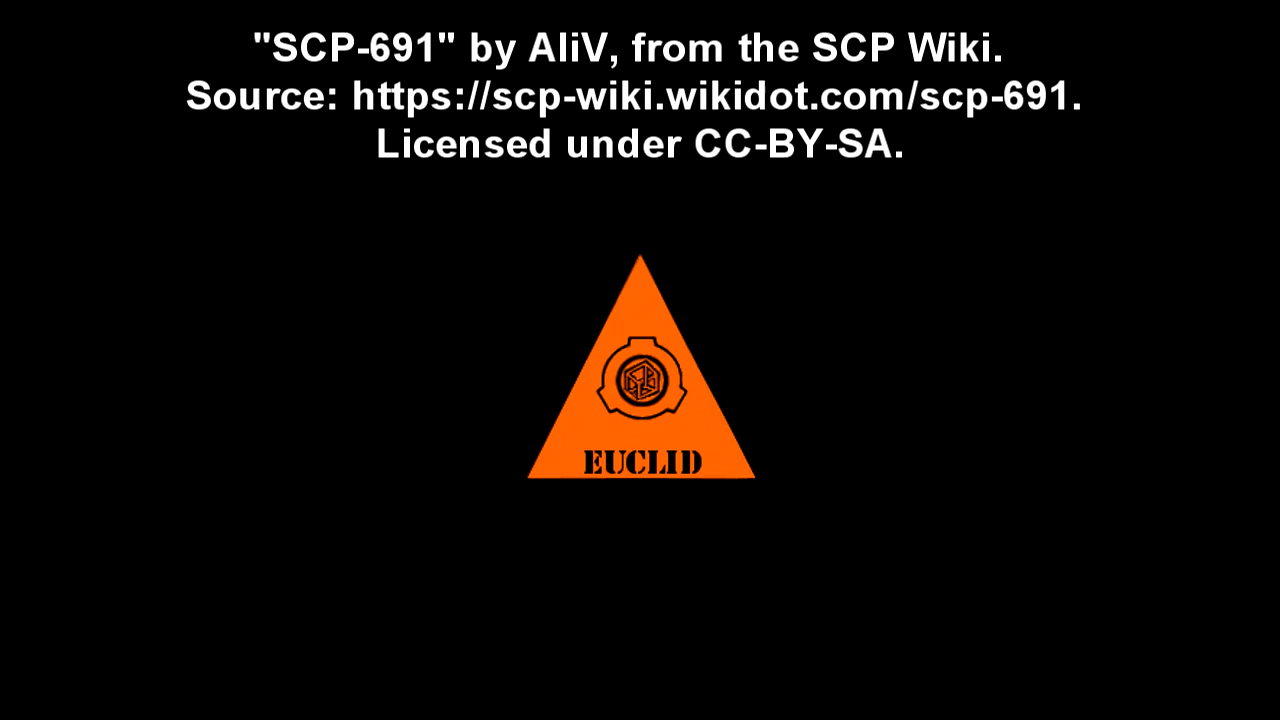 "SCP-691" by AliV, from the SCP Wiki.
Source: https://scp-wiki.wikidot.com/scp-691.
Licensed under CC-BY-SA.
EUCLID